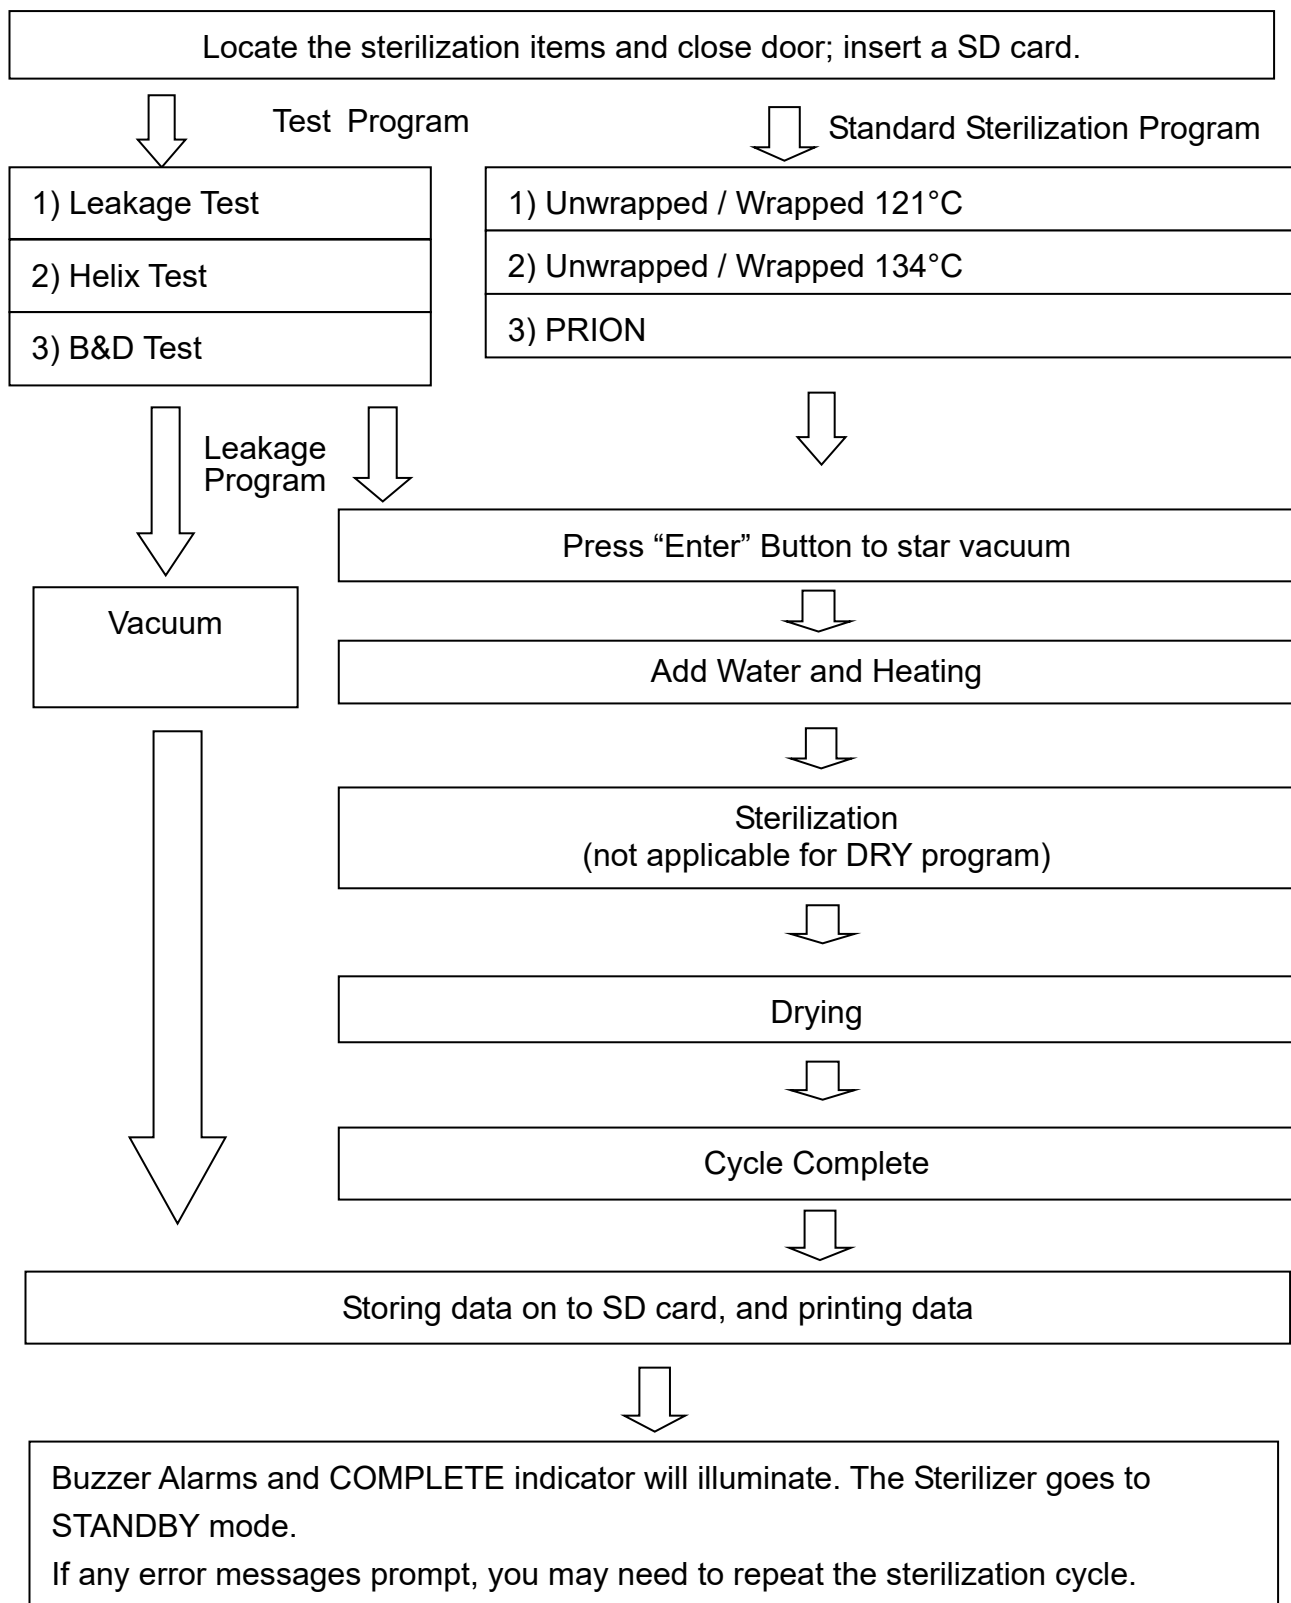 Locate the sterilization items and close door; insert a SD card.
Test Program
Standard Sterilization Program
1) Leakage Test
2) Helix Test
3) B&D Test
1) Unwrapped / Wrapped 121°C
2) Unwrapped / Wrapped 134°C
3) PRION
Leakage
Program
Press “Enter” Button to star vacuum
Vacuum
Add Water and Heating
Sterilization
(not applicable for DRY program)
Drying
Cycle Complete
Storing data on to SD card, and printing data
Buzzer Alarms and COMPLETE indicator will illuminate. The Sterilizer goes to
STANDBY mode.
If any error messages prompt, you may need to repeat the sterilization cycle.